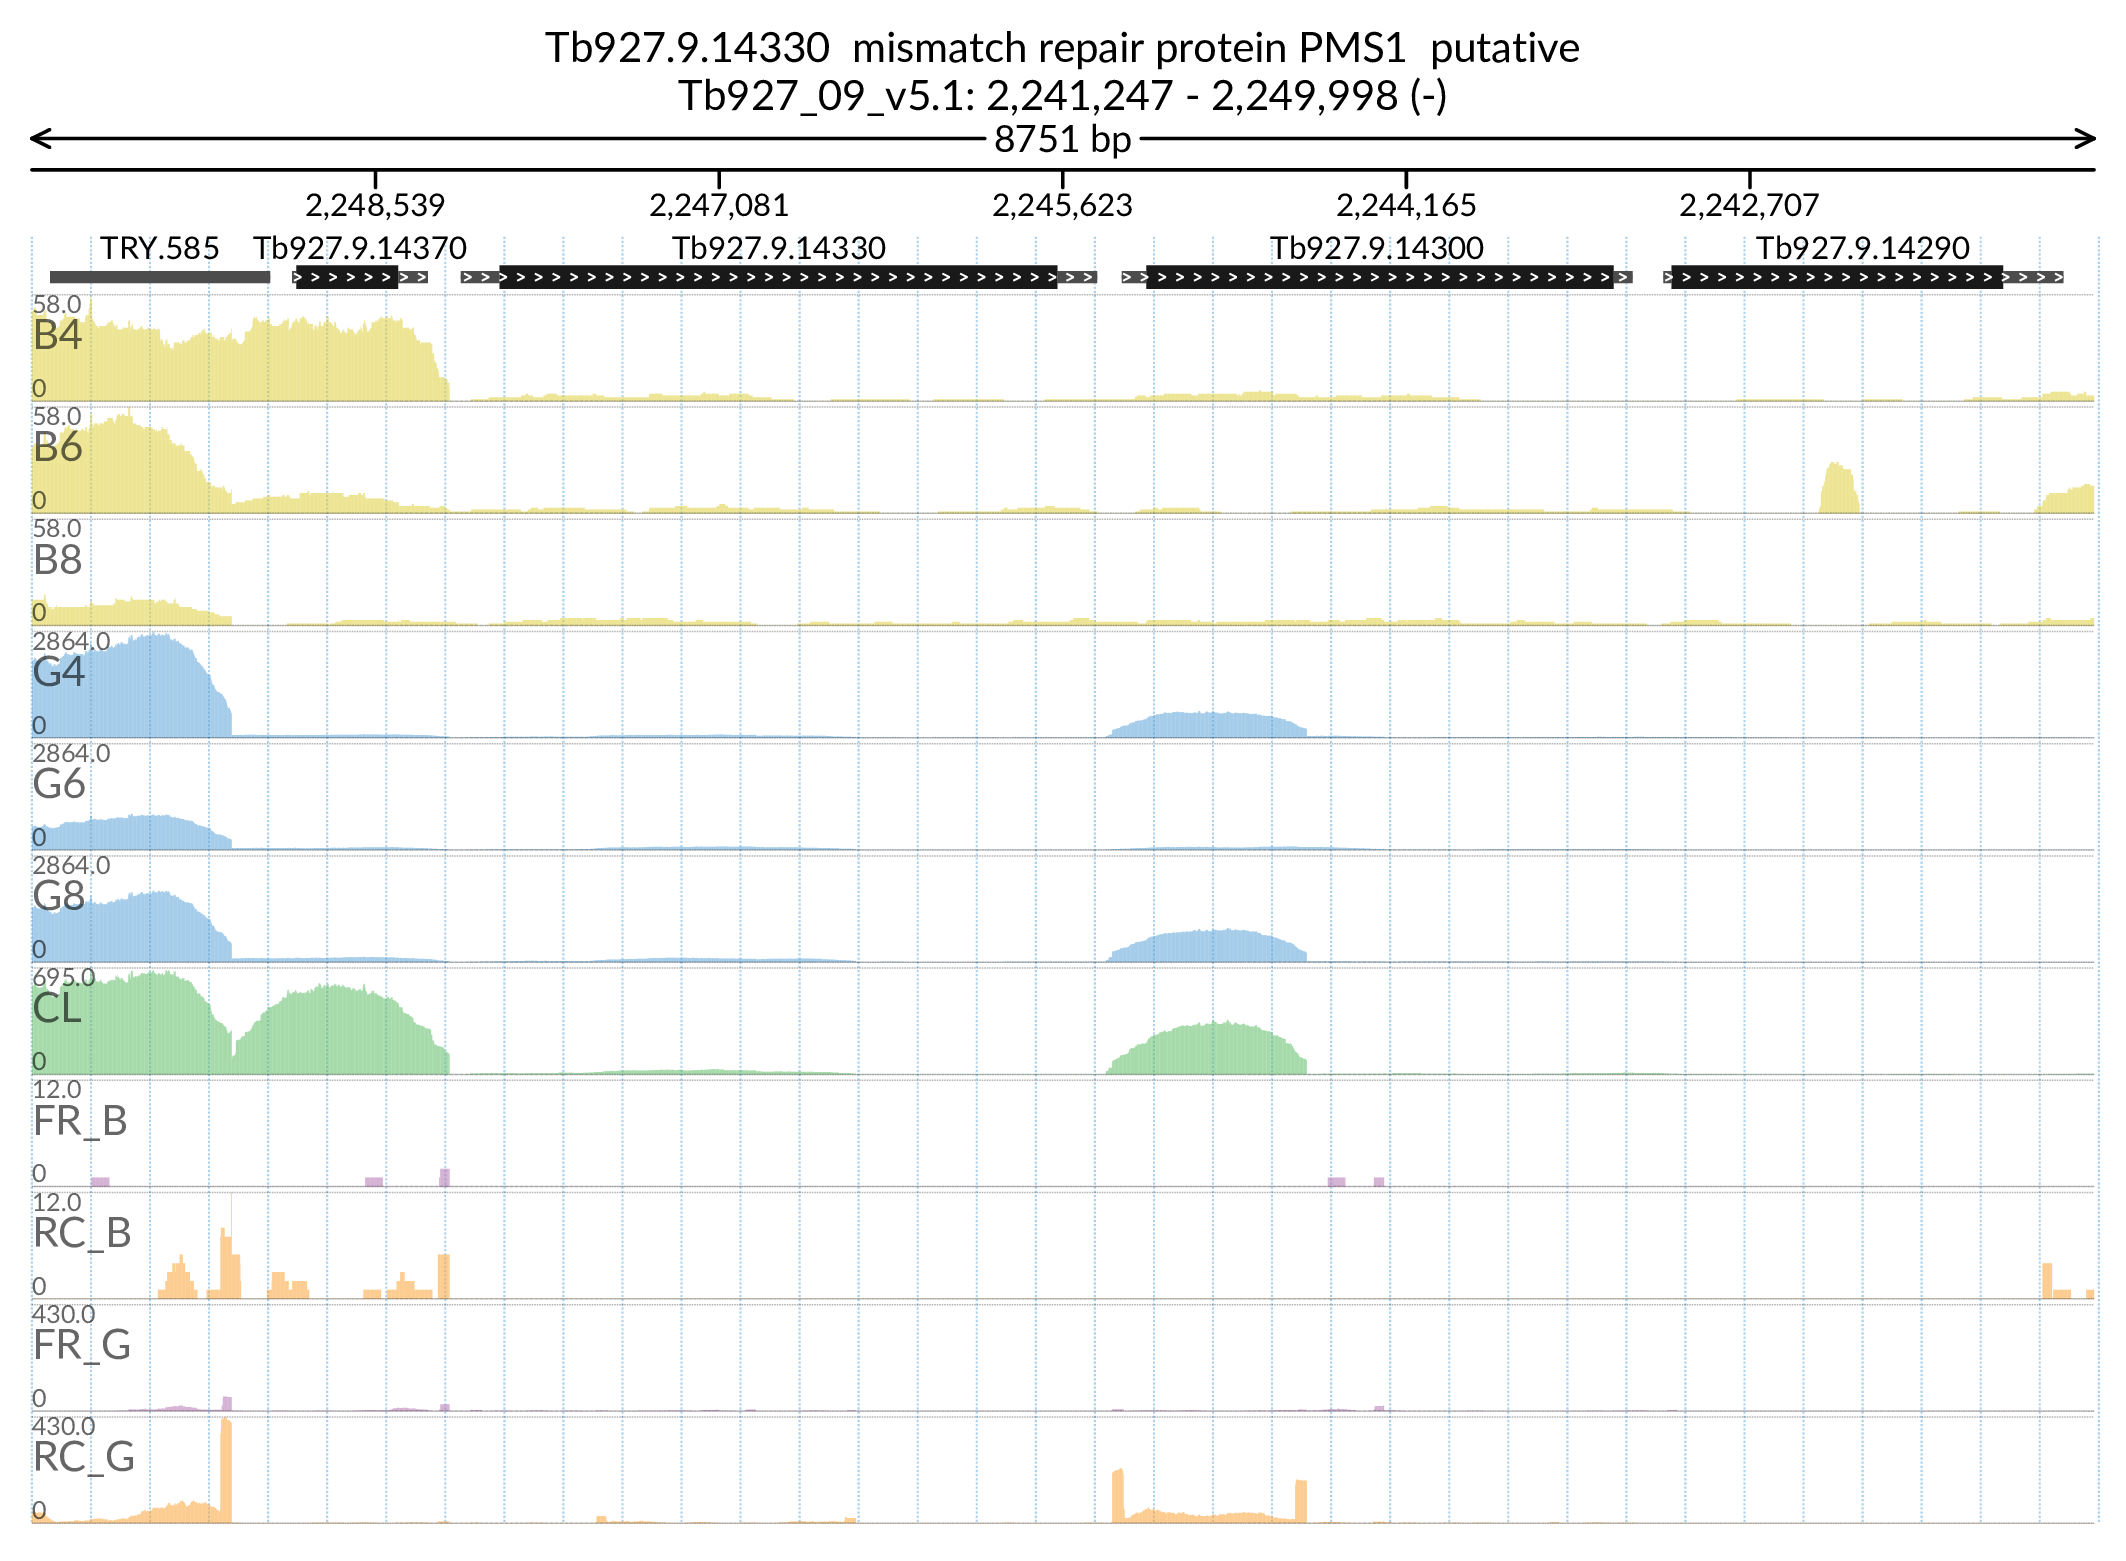 Tb927.9.14330 mismatch repair protein PMS1 putative
Tb927_09_v5.1: 2,241,247 - 2,249,998 (-)
8751 bp
2,248,539 2,247,081 2,245,623 2,244,165 2,242,707
TRY.585 Tb927.9.14370 Tb927.9.14330 Tb927.9.14300 Tb927.9.14290
58.0
B4
0
58.0
B6
0
58.0
B8
0
2864.0
G4
0
2864.0
G6
0
2864.0
G8
0
695.0
CL
0
12.0
FR_B
0
12.0
RC_B
0
430.0
FR_G
0
430.0
RC_G
0